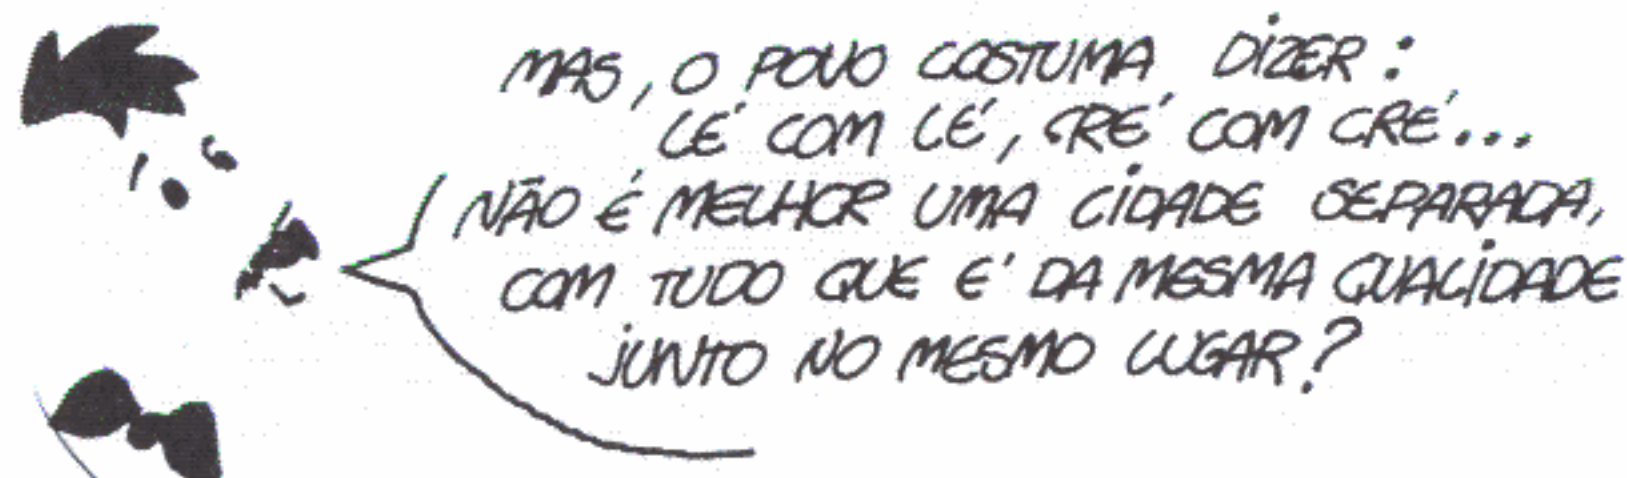 MAS, O POVO COSTUMA DIZER:
LÉ COM LÉ, CRÉ COM CRÉ...
NÃO É MELHOR UMA CIDADE SEPARADA,
COM TUDO QUE É DA MESMA QUALIDADE
JUNTO NO MESMO LUGAR?